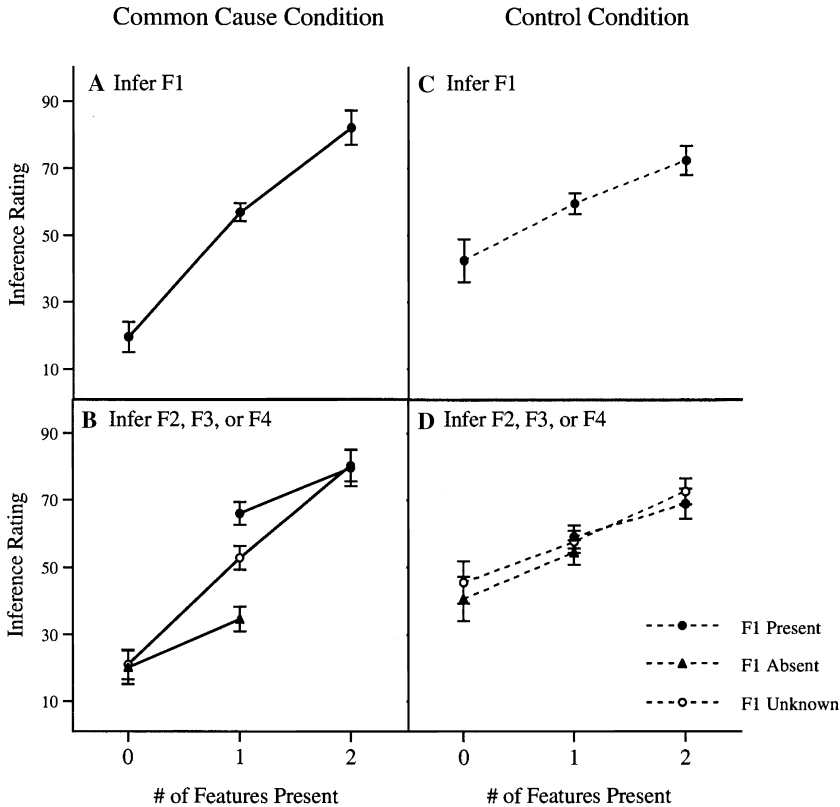 Common Cause Condition
Control Condition
A Infer F1
C Infer F1
90
70
50
30
10
Inference Rating
B Infer F2, F3, or F4
D Infer F2, F3, or F4
90
70
50
30
10
Inference Rating
F1 Present
F1 Absent
F1 Unknown
0 1 2
0 1 2
# of Features Present
# of Features Present